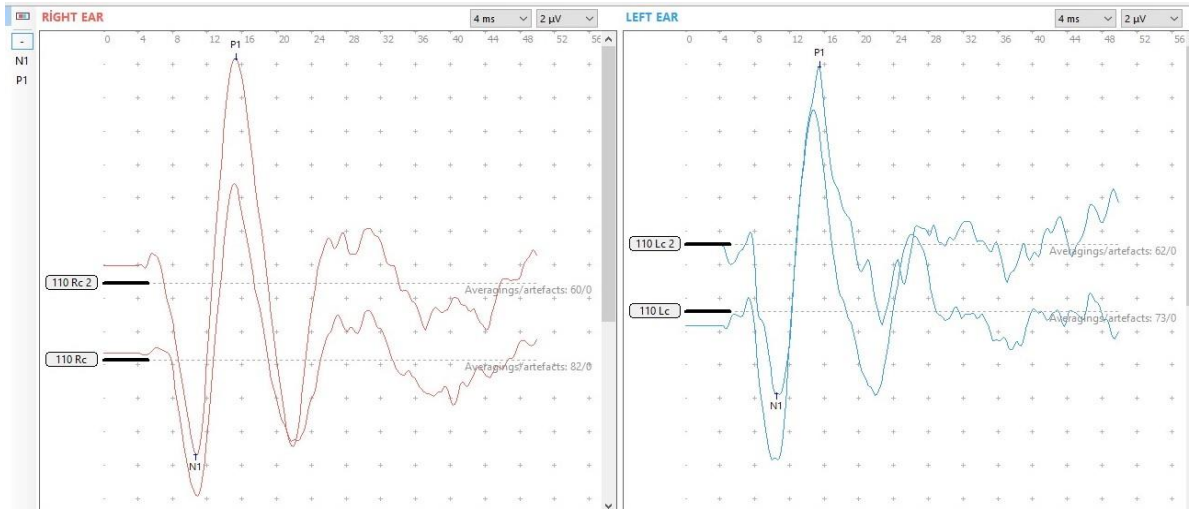 RİGHT EAR
4 ms
2 µV
LEFT EAR
4 ms
2 µV
-
N1
P1
0 4 8 12 16 20 24 28 32 36 40 44 48 52 56
P1
110 Rc 2
Averagings/artefacts: 60/0
110 Rc
Averagings/artefacts: 82/0
N1
0 4 8 12 16 20 24 28 32 36 40 44 48 52 56
P1
110 Lc 2
Averagings/artefacts: 62/0
110 Lc
Averagings/artefacts: 73/0
N1